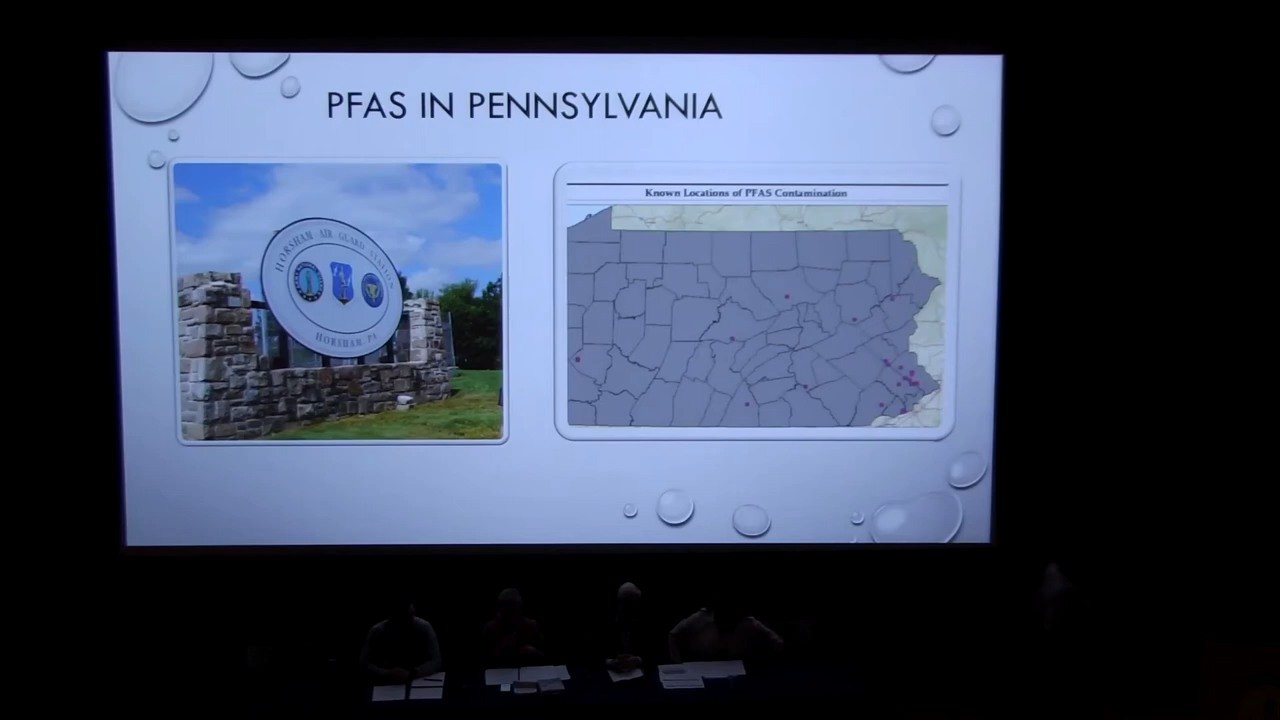 PFAS IN PENNSYLVANIA
HORSHAM AIR GUARD STATION
HORSHAM, PA
Known Locations of PFAS Contamination